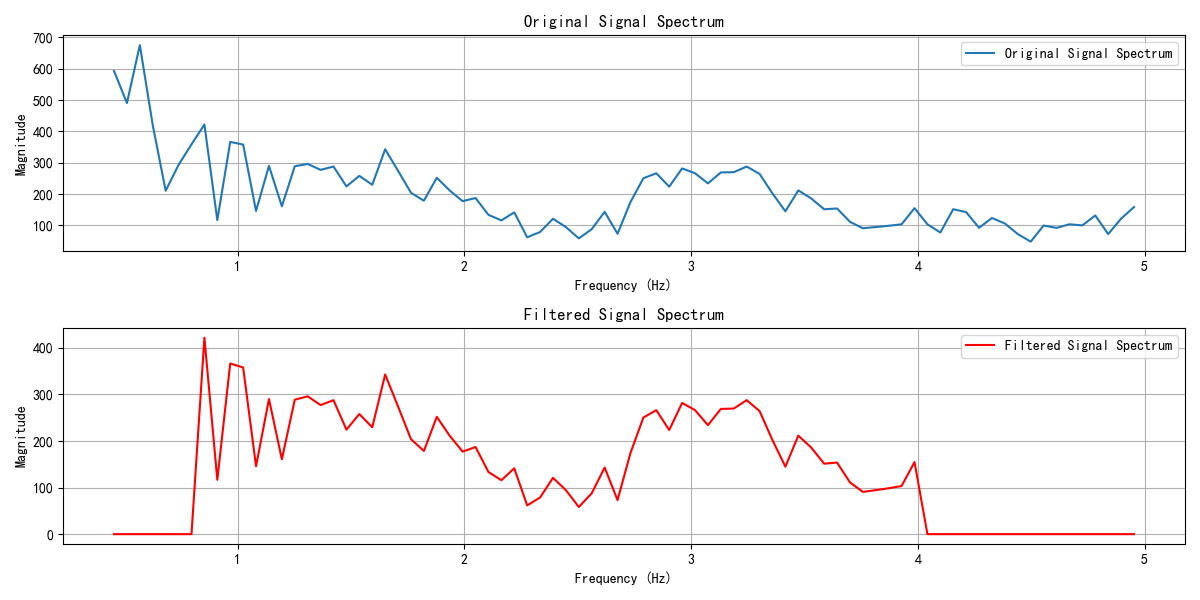 Original Signal Spectrum
Original Signal Spectrum
Magnitude
700
600
500
400
300
200
100
1 2 3 4 5
Frequency (Hz)
Filtered Signal Spectrum
Filtered Signal Spectrum
Magnitude
400
300
200
100
0
1 2 3 4 5
Frequency (Hz)